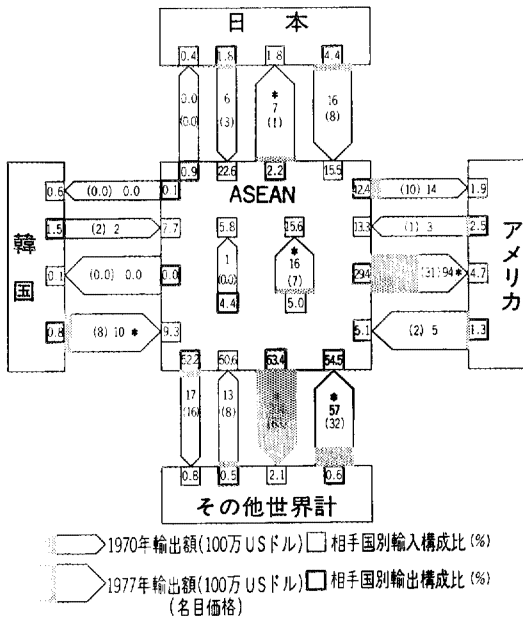 日本
0.4 1.8 1.8 4.4
0.0 (0.0)
6 (3)
* 7 (1)
16 (8)
0.9 22.6 2.2 15.5
韓国
ASEAN
アメリカ
0.6 (0.0) 0.0 0.1
42.4 (10) 14 1.9
1.5 (2) 2 7.7
5.8 15.6
13.3 (1) 3 2.5
1 (0.0)
* 16 (7)
0.1 (0.0) 0.0 0.0
29.4 (31) 94 * 4.7
4.4 5.0
0.8 (8) 10 * 9.3
5.1 (2) 5 1.3
52.2 50.6 63.4 54.5
17 (16)
13 (8)
* 57 (32)
0.8 0.5 2.1 0.6
その他世界計
1970年輸出額(100万USドル) 相手国別輸入構成比(%)
1977年輸出額(100万USドル) 相手国別輸出構成比(%)
(名目価格)